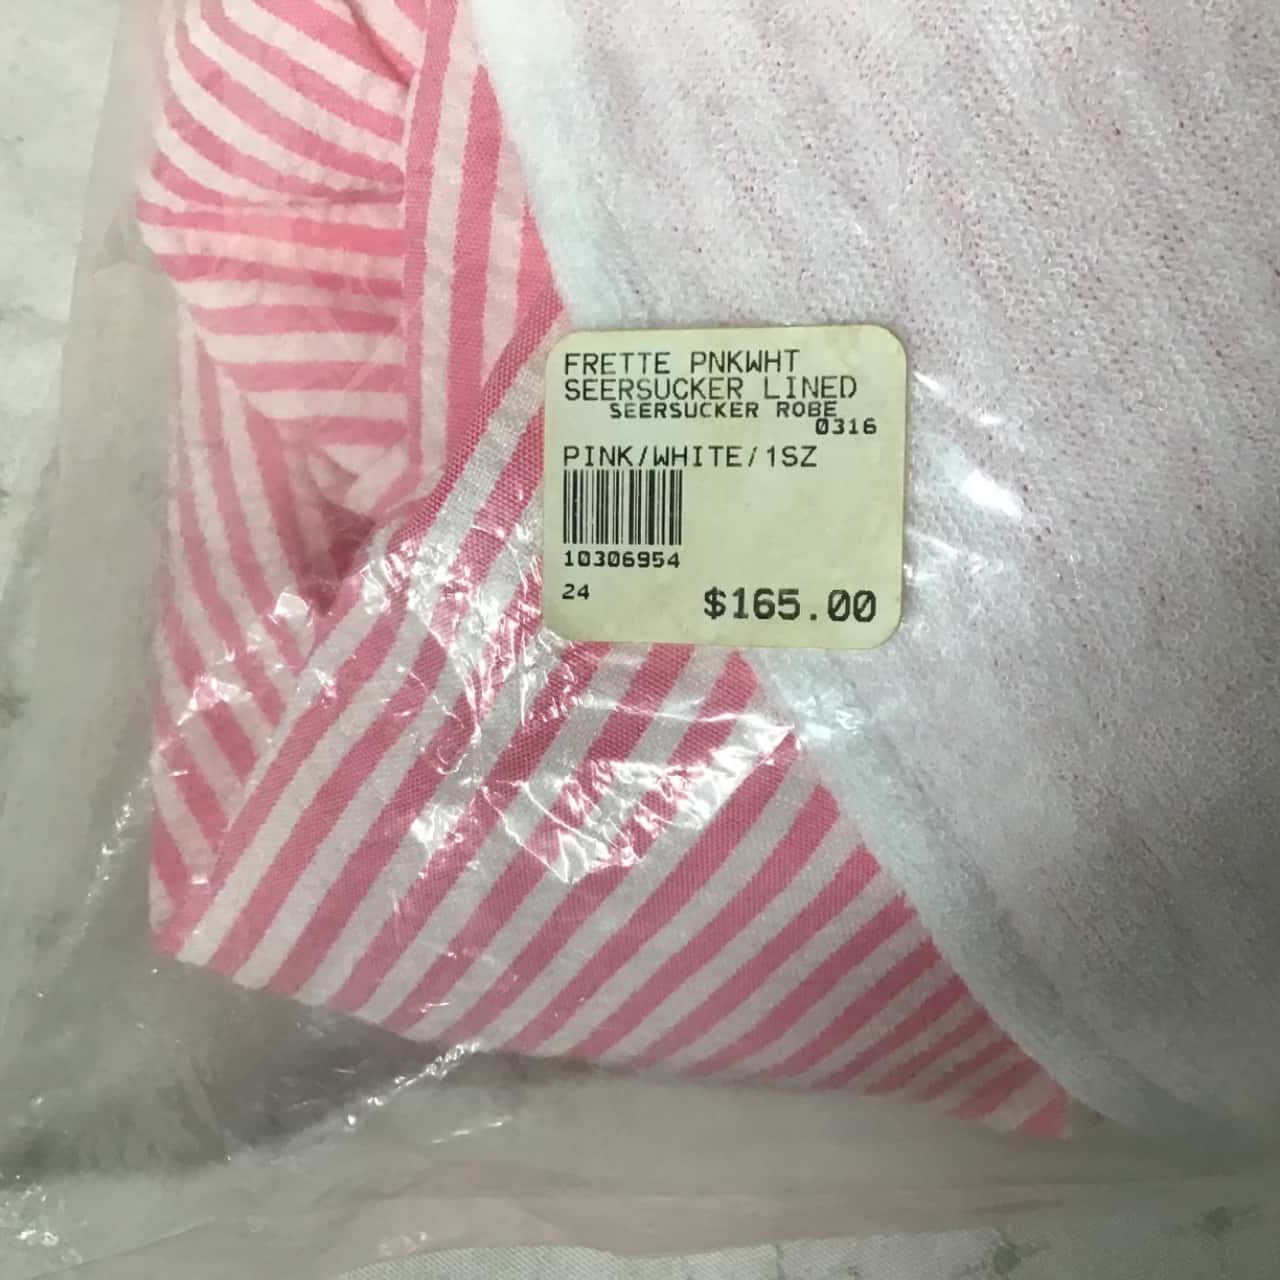 FRETTE PNKWHT
SEERSUCKER LINED
SEERSUCKER ROBE
0316
PINK/WHITE/1SZ
10306954
24
$165.00